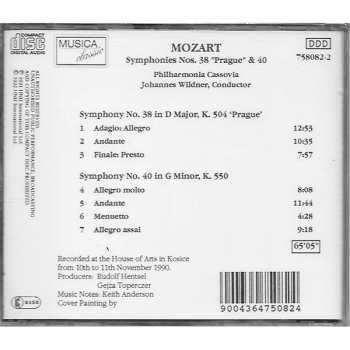 COMPACT
disc
DIGITAL AUDIO
MUSICA
classica
MOZART
Symphonies Nos. 38 "Prague" & 40
Philharmonia Cassovia
Johannes Wildner, Conductor
DDD
758082-2
Symphony No. 38 in D Major, K. 504 'Prague'
1 Adagio: Allegro 12:53
2 Andante 10:35
3 Finale: Presto 7:57
Symphony No. 40 in G Minor, K. 550
4 Allegro molto 8:08
5 Andante 11:44
6 Menuetto 4:28
7 Allegro assai 9:18
65'05"
Recorded at the House of Arts in Kosice
from 10th to 11th November 1990.
Producers: Rudolf Hentsel
Gejza Toperczer
Music Notes: Keith Anderson
Cover Painting by
9004364750824